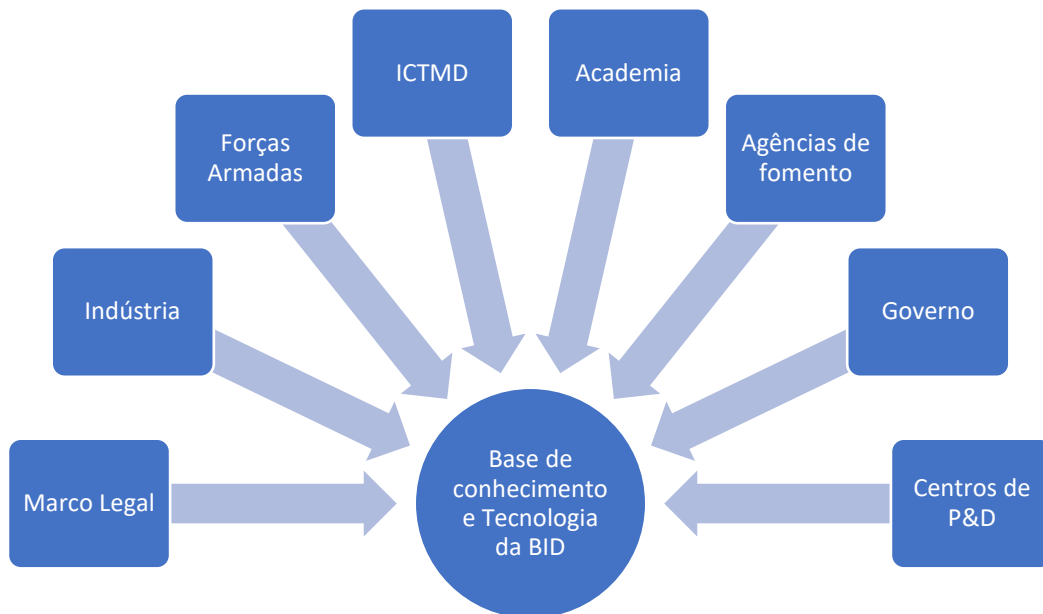 ICTMD
Academia
Forças
Armadas
Agências de
fomento
Indústria
Governo
Marco Legal
Base de
conhecimento
e Tecnologia
da BID
Centros de
P&D